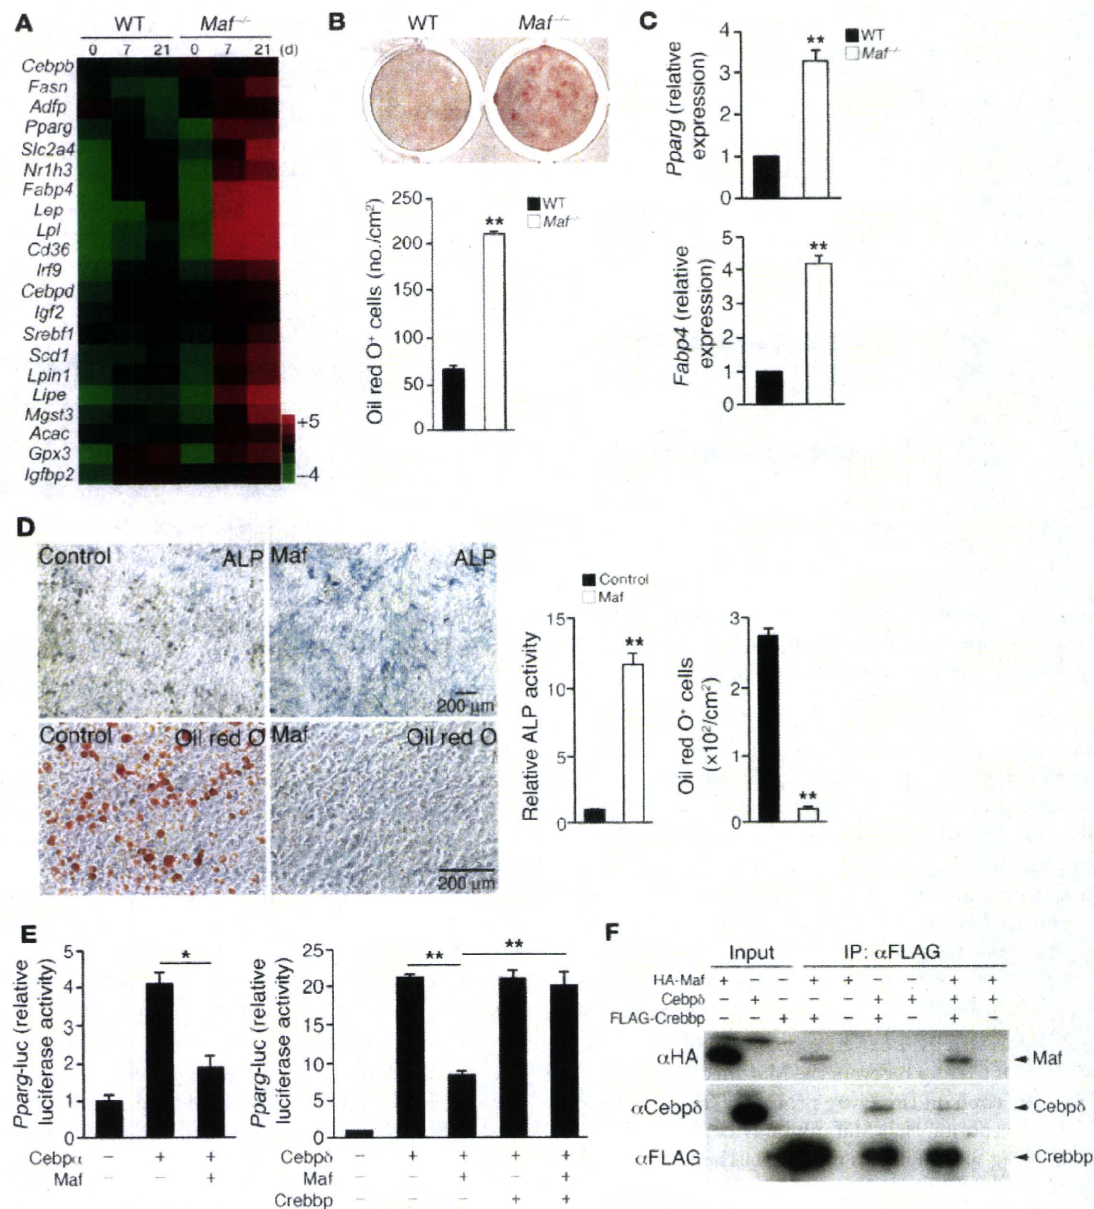 A
WT Maf–/–
0 7 21 0 7 21 (d)
Cebpb
Fasn
Adfp
Pparg
Slc2a4
Nr1h3
Fabp4
Lep
Lpl
Cd36
Irf9
Cebpd
Igf2
Srebf1
Scd1
Lpin1
Lipe
Mgst3
Acac
Gpx3
Igfbp2
+5
–4
B
WT Maf–/–
Oil red O+ cells (no./cm2)
250
200
150
100
50
0
**
WT
Maf–/–
C
Pparg (relative
expression)
4
3
2
1
0
**
WT
Maf–/–
Fabp4 (relative
expression)
5
4
3
2
1
0
**
D
Control ALP
Maf ALP
200 μm
Control Oil red O
Maf Oil red O
200 μm
Control
Maf
Relative ALP activity
15
10
5
0
**
Oil red O+ cells
(×102/cm2)
3
2
1
0
**
E
Pparg-luc (relative
luciferase activity)
5
4
3
2
1
0
*
Cebpα – + +
Maf – – +
Pparg-luc (relative
luciferase activity)
25
20
15
10
5
0
** **
Cebpδ – + + + +
Maf – – + – +
Crebbp – – – + +
F
Input IP: αFLAG
HA-Maf + – – + + – – + +
Cebpδ – + – – – + + + +
FLAG-Crebbp – – + + – + – + –
αHA Maf
αCebpδ Cebpδ
αFLAG Crebbp